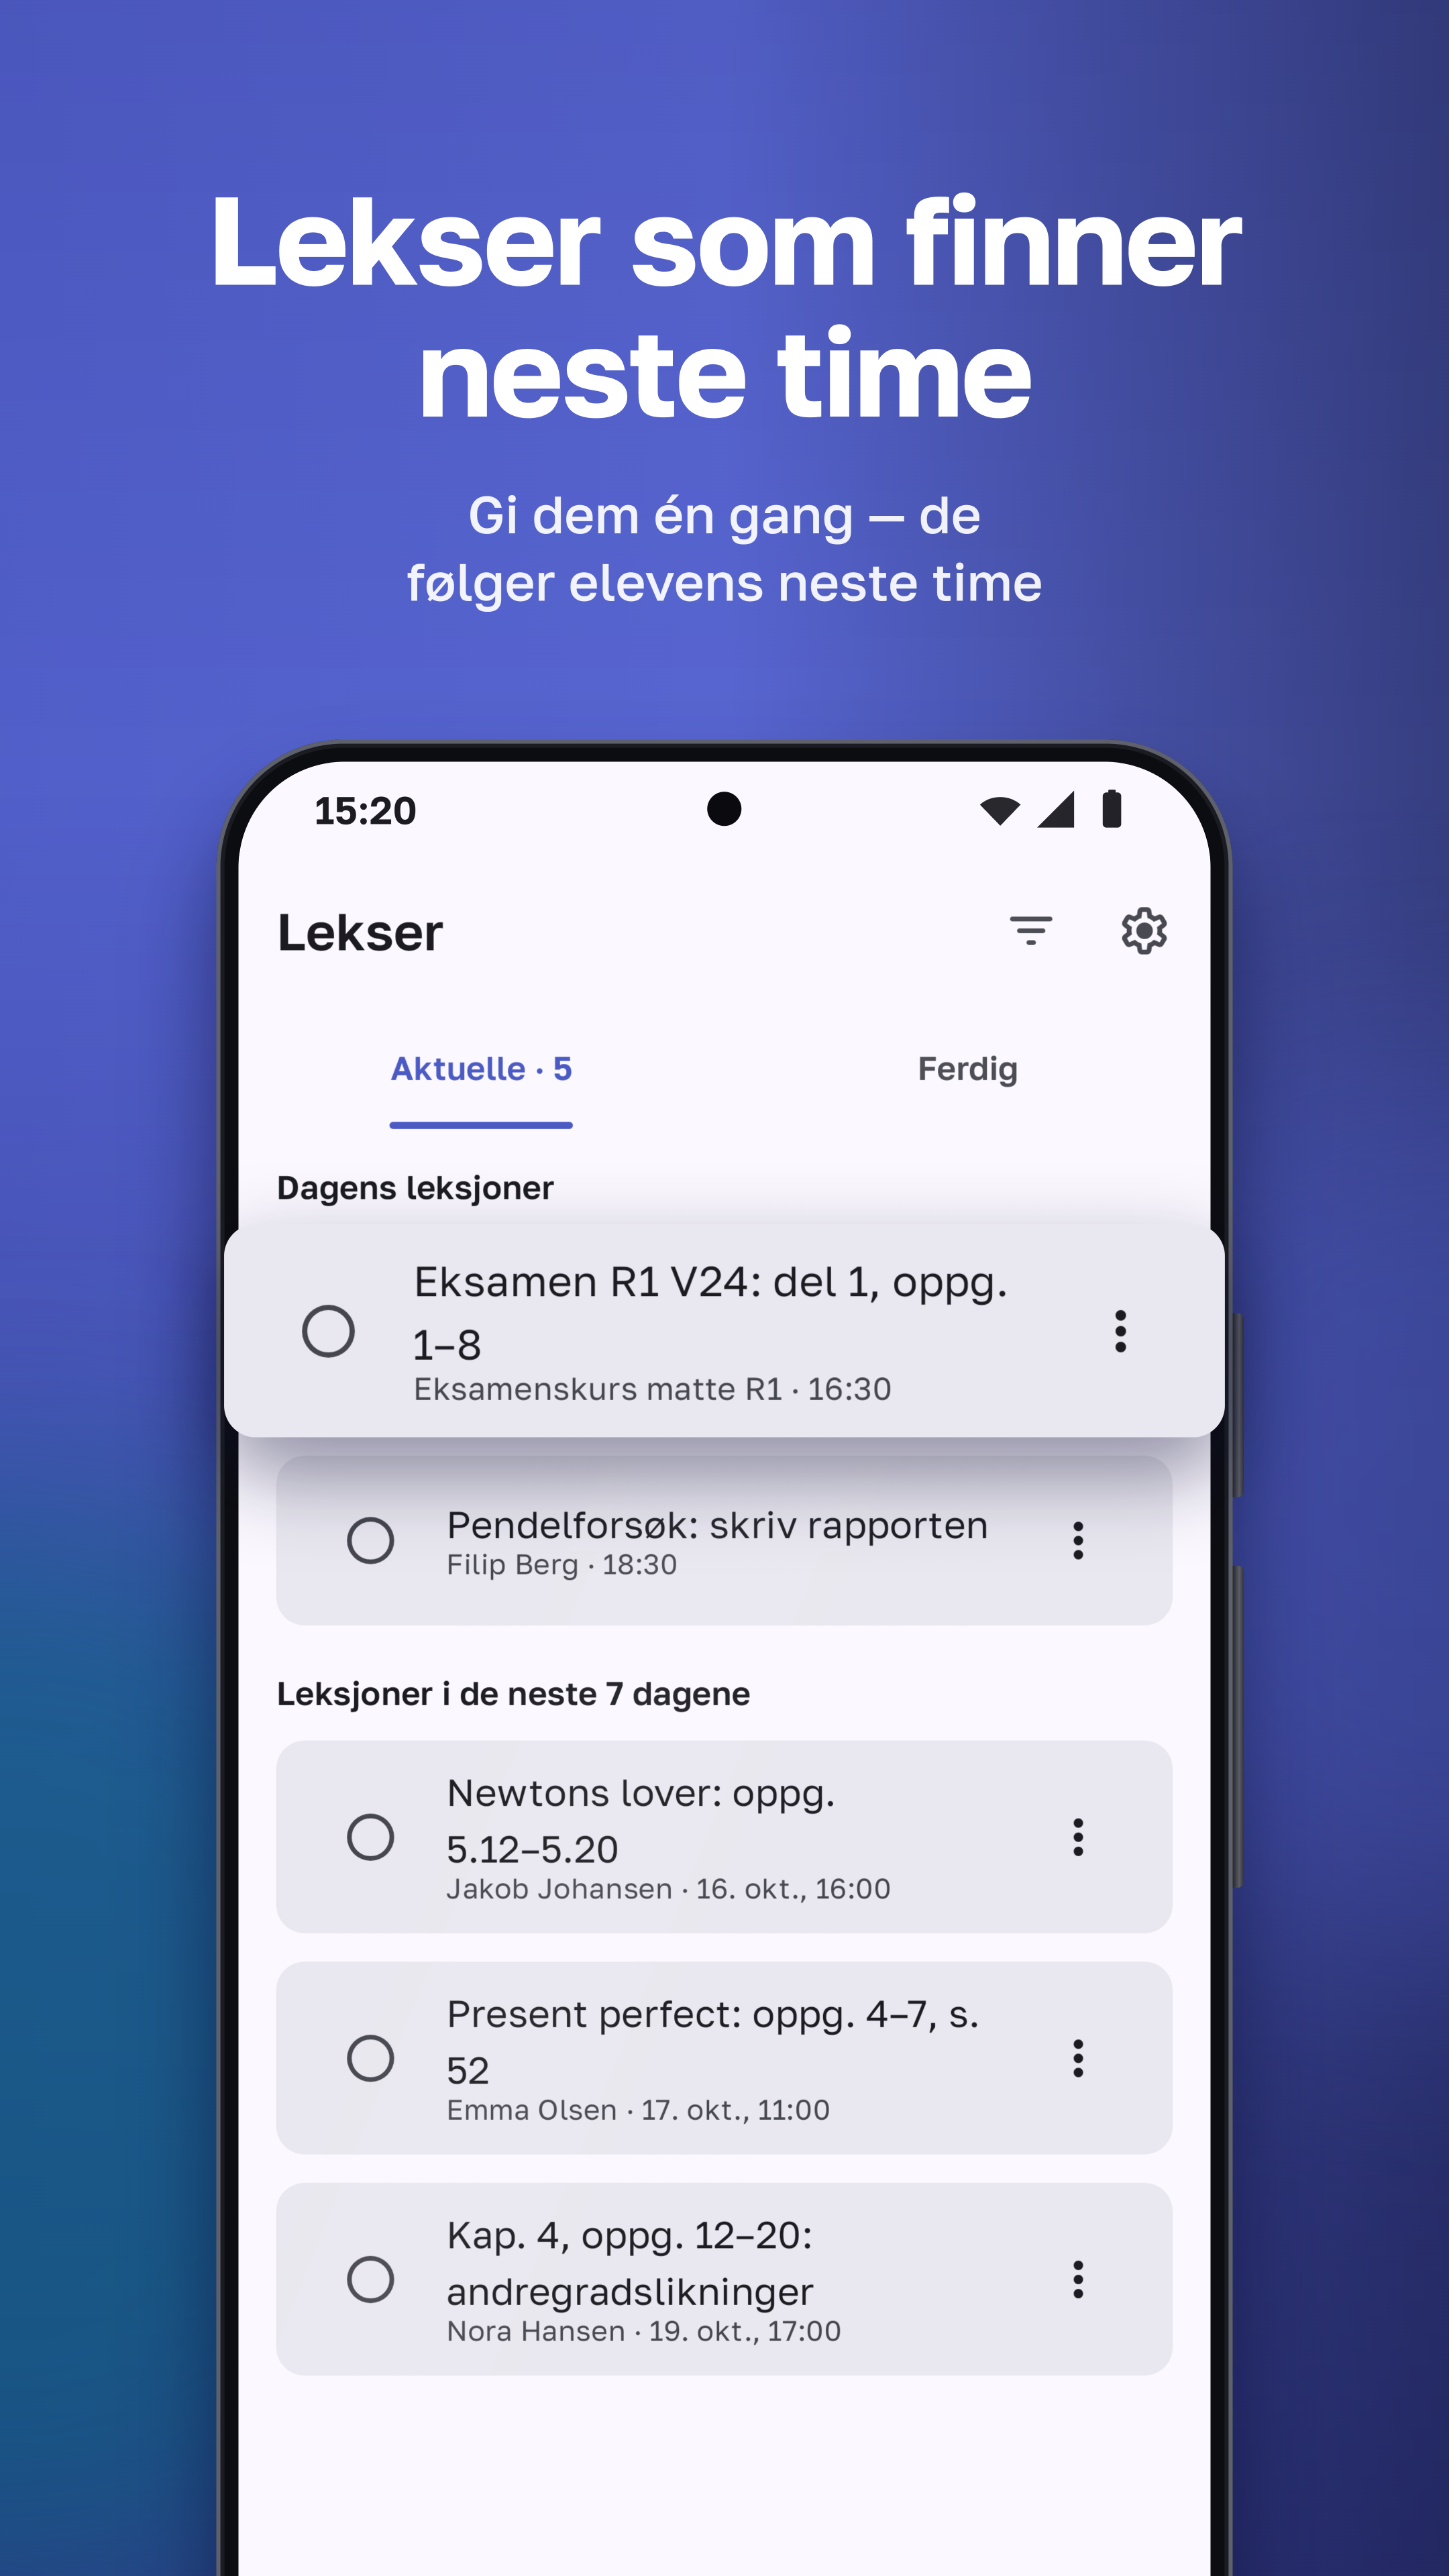 Lekser som finner
neste time
Gi dem én gang – de
følger elevens neste time
15:20
Lekser
Aktuelle · 5
Ferdig
Dagens leksjoner
Eksamen R1 V24: del 1, oppg.
1–8
Eksamenskurs matte R1 · 16:30
Pendelforsøk: skriv rapporten
Filip Berg · 18:30
Leksjoner i de neste 7 dagene
Newtons lover: oppg.
5.12–5.20
Jakob Johansen · 16. okt., 16:00
Present perfect: oppg. 4–7, s.
52
Emma Olsen · 17. okt., 11:00
Kap. 4, oppg. 12–20:
andregradslikninger
Nora Hansen · 19. okt., 17:00